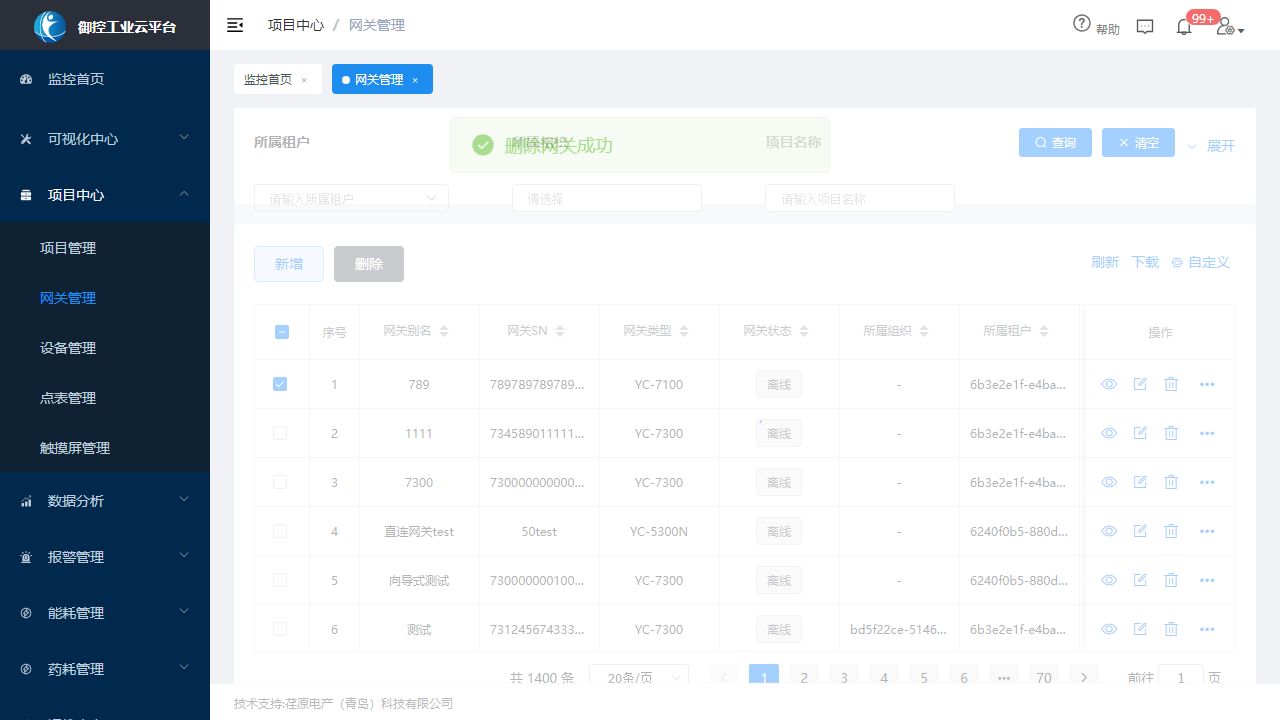 御控工业云平台
项目中心 / 网关管理
帮助
99+
监控首页
可视化中心
项目中心
项目管理
网关管理
设备管理
点表管理
触摸屏管理
数据分析
报警管理
能耗管理
药耗管理
监控首页 ×
网关管理 ×
所属租户
项目名称
删除网关成功
查询
清空
展开
请输入所属租户
请选择
请输入项目名称
新增
删除
刷新 下载 自定义
序号 网关别名 网关SN 网关类型 网关状态 所属组织 所属租户 操作
1 789 789789789789... YC-7100 离线 - 6b3e2e1f-e4ba...
2 1111 734589011111... YC-7300 离线 - 6b3e2e1f-e4ba...
3 7300 730000000000... YC-7300 离线 - 6b3e2e1f-e4ba...
4 直连网关test 50test YC-5300N 离线 - 6240f0b5-880d...
5 向导式测试 730000000100... YC-7300 离线 - 6240f0b5-880d...
6 测试 731245674333... YC-7300 离线 bd5f22ce-5146... 6b3e2e1f-e4ba...
共 1400 条 20条/页 1 2 3 4 5 6 ••• 70 前往 1 页
技术支持:荏原电产（青岛）科技有限公司